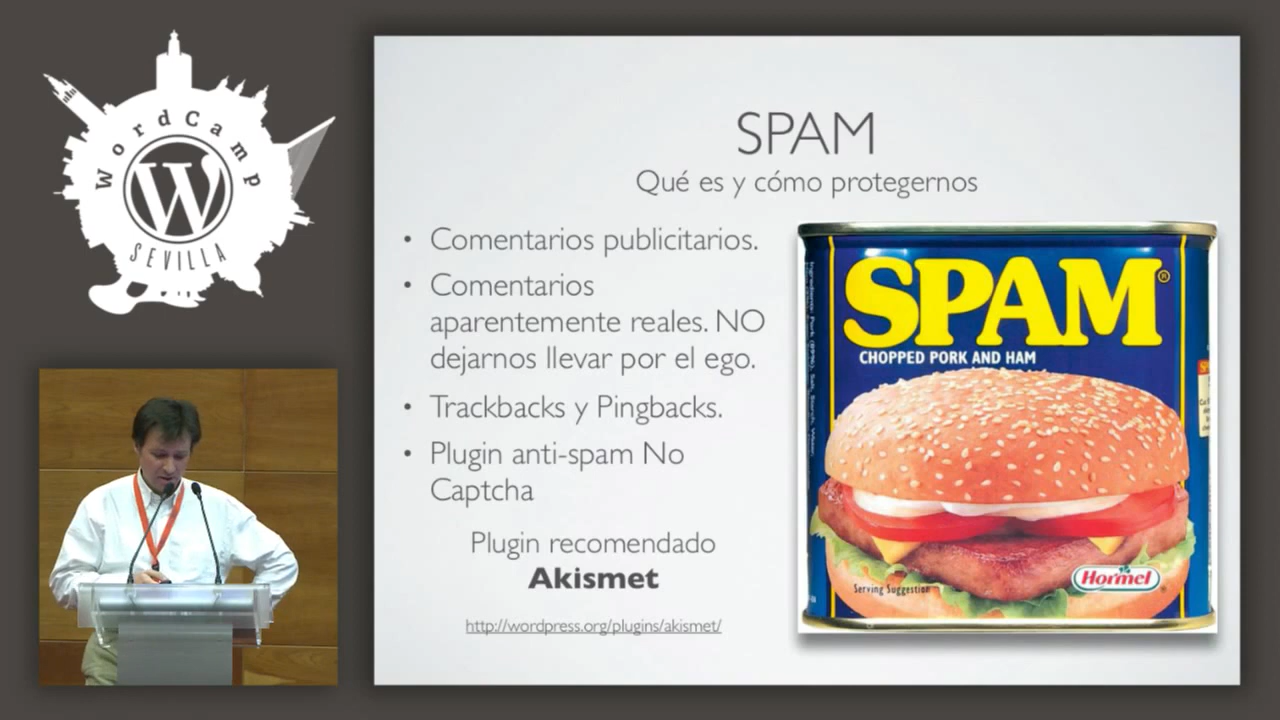 WordCamp
SEVILLA
SPAM
Qué es y cómo protegernos
• Comentarios publicitarios.
• Comentarios
aparentemente reales. NO
dejarnos llevar por el ego.
• Trackbacks y Pingbacks.
• Plugin anti-spam No
Captcha
Plugin recomendado
Akismet
http://wordpress.org/plugins/akismet/
SPAM®
CHOPPED PORK AND HAM
Hormel
Serving Suggestion